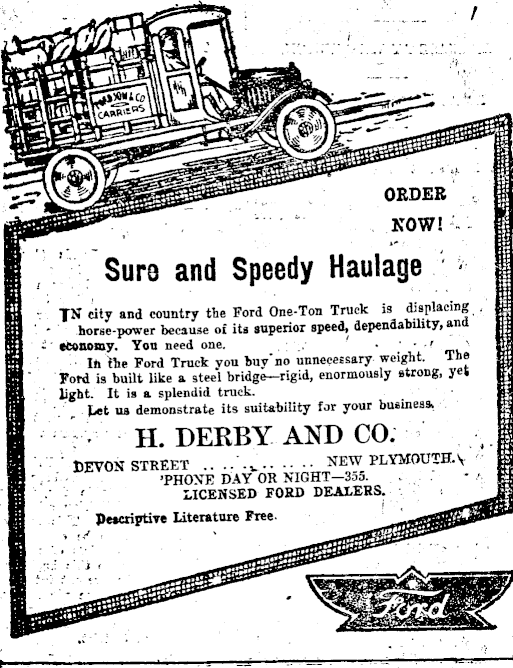 & CO
CARRIERS
ORDER
NOW!
Sure and Speedy Haulage
IN city and country the Ford One-Ton Truck is displacing
horse-power because of its superior speed, dependability, and
economy. You need one.
In the Ford Truck you buy no unnecessary weight. The
Ford is built like a steel bridge—rigid, enormously strong, yet
light. It is a splendid truck.
Let us demonstrate its suitability for your business.
H. DERBY AND CO.
DEVON STREET .. .. .. .. .. .. NEW PLYMOUTH.
'PHONE DAY OR NIGHT—355.
LICENSED FORD DEALERS.
Descriptive Literature Free.
Ford